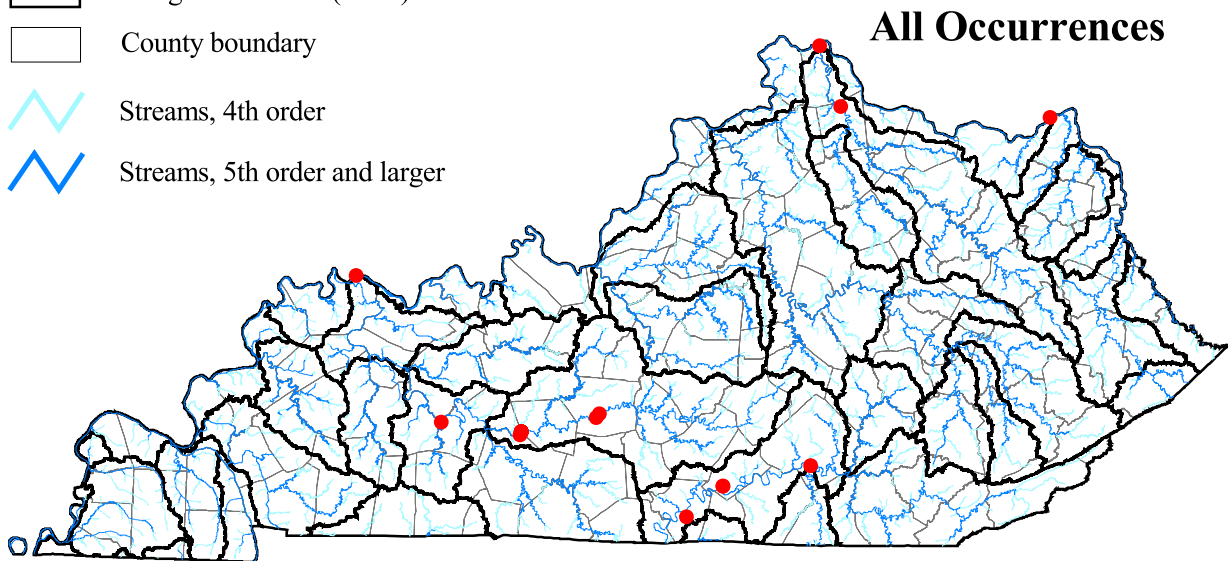 All Occurrences
County boundary
Streams, 4th order
Streams, 5th order and larger